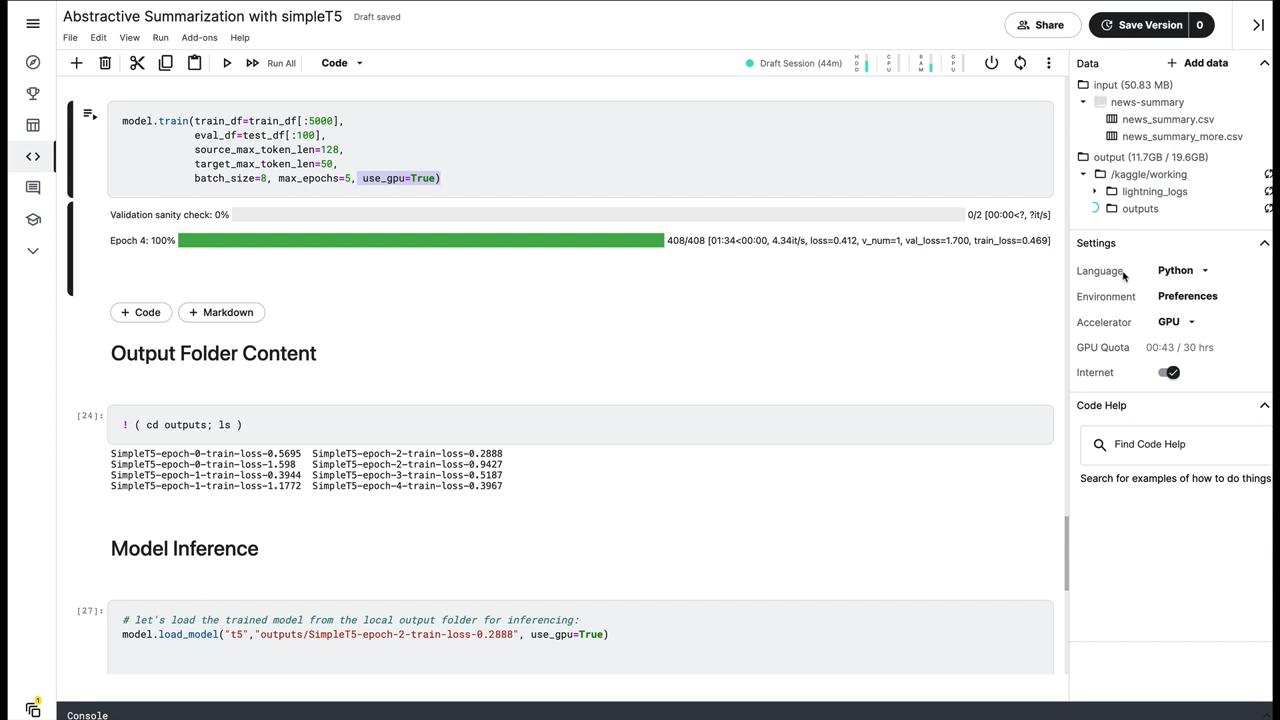 Abstractive Summarization with simpleT5
Draft saved
File Edit View Run Add-ons Help
Share
Save Version 0
Run All
Code
Draft Session (44m)
HDD
CPU
RAM
GPU
model.train(train_df=train_df[:5000],
eval_df=test_df[:100],
source_max_token_len=128,
target_max_token_len=50,
batch_size=8, max_epochs=5, use_gpu=True)
Validation sanity check: 0% 0/2 [00:00<?, ?it/s]
Epoch 4: 100% 408/408 [01:34<00:00, 4.34it/s, loss=0.412, v_num=1, val_loss=1.700, train_loss=0.469]
+ Code
+ Markdown
Output Folder Content
[24]:
! ( cd outputs; ls )
SimpleT5-epoch-0-train-loss-0.5695 SimpleT5-epoch-2-train-loss-0.2888
SimpleT5-epoch-0-train-loss-1.598 SimpleT5-epoch-2-train-loss-0.9427
SimpleT5-epoch-1-train-loss-0.3944 SimpleT5-epoch-3-train-loss-0.5187
SimpleT5-epoch-1-train-loss-1.1772 SimpleT5-epoch-4-train-loss-0.3967
Model Inference
[27]:
# let's load the trained model from the local output folder for inferencing:
model.load_model("t5","outputs/SimpleT5-epoch-2-train-loss-0.2888", use_gpu=True)
Console
1
Data
+ Add data
input (50.83 MB)
news-summary
news_summary.csv
news_summary_more.csv
output (11.7GB / 19.6GB)
/kaggle/working
lightning_logs
outputs
Settings
Language Python
Environment Preferences
Accelerator GPU
GPU Quota 00:43 / 30 hrs
Internet
Code Help
Find Code Help
Search for examples of how to do things